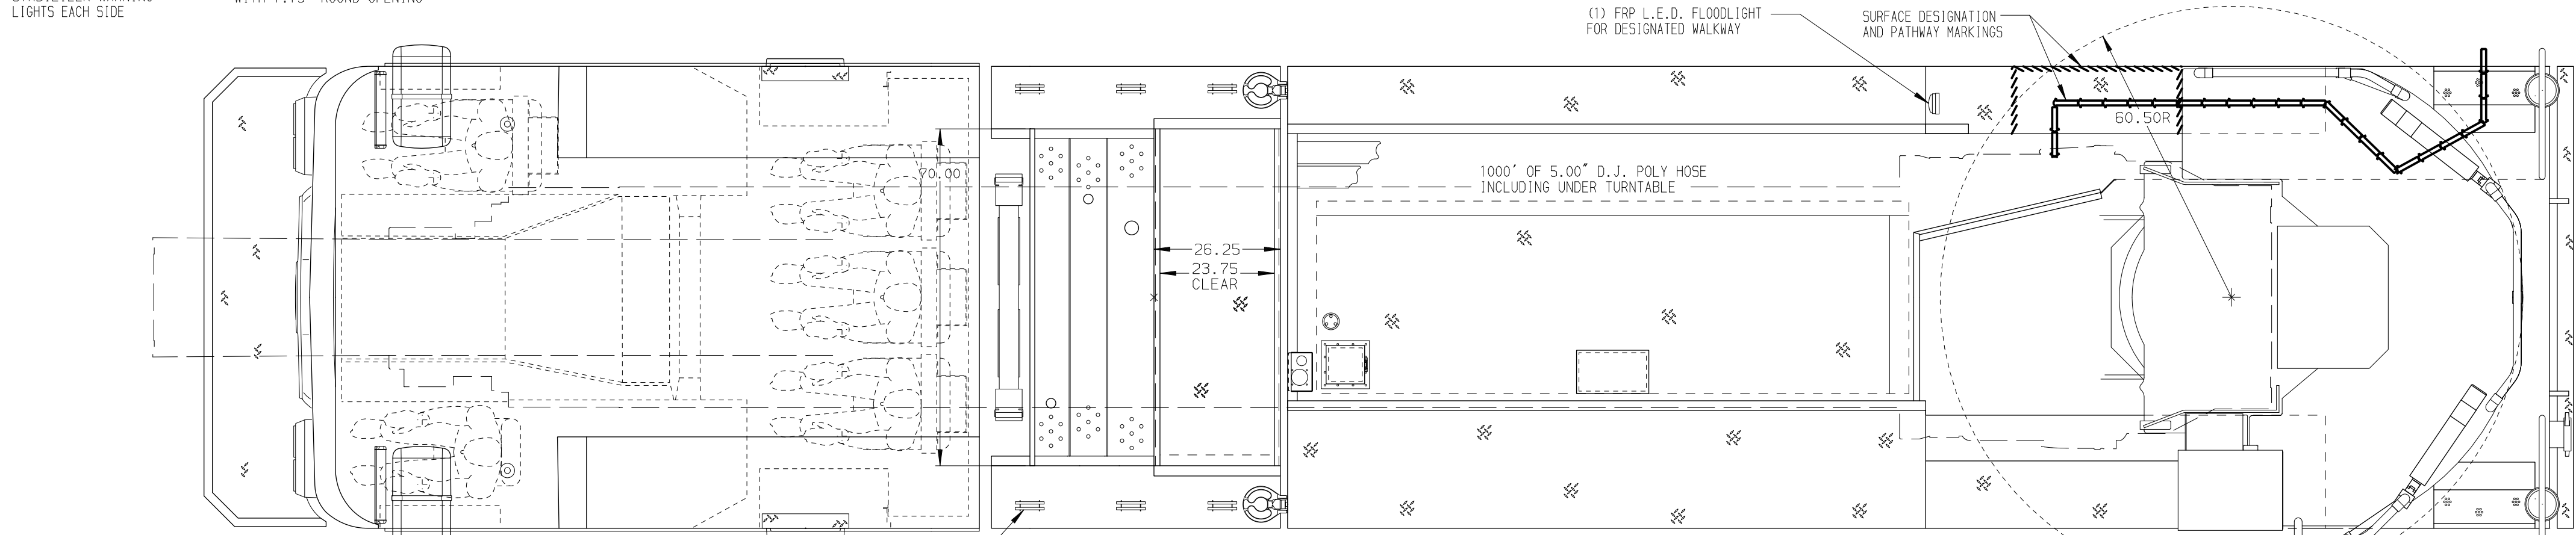 LIGHTS EACH SIDE
(1) FRP L.E.D. FLOODLIGHT
FOR DESIGNATED WALKWAY
SURFACE DESIGNATION
AND PATHWAY MARKINGS
60.50R
70.00
1000' OF 5.00" D.J. POLY HOSE
INCLUDING UNDER TURNTABLE
26.25
23.75
CLEAR